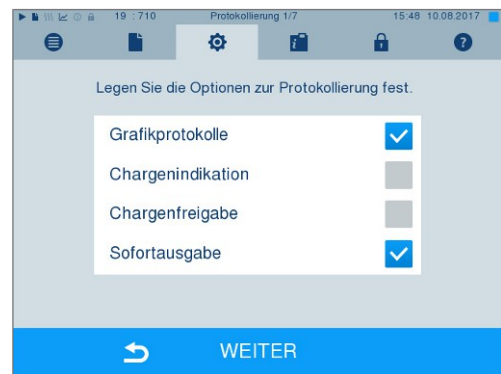 19 : 710 Protokollierung 1/7 15:48 10.08.2017
Legen Sie die Optionen zur Protokollierung fest.
Grafikprotokolle
Chargenindikation
Chargenfreigabe
Sofortausgabe
WEITER